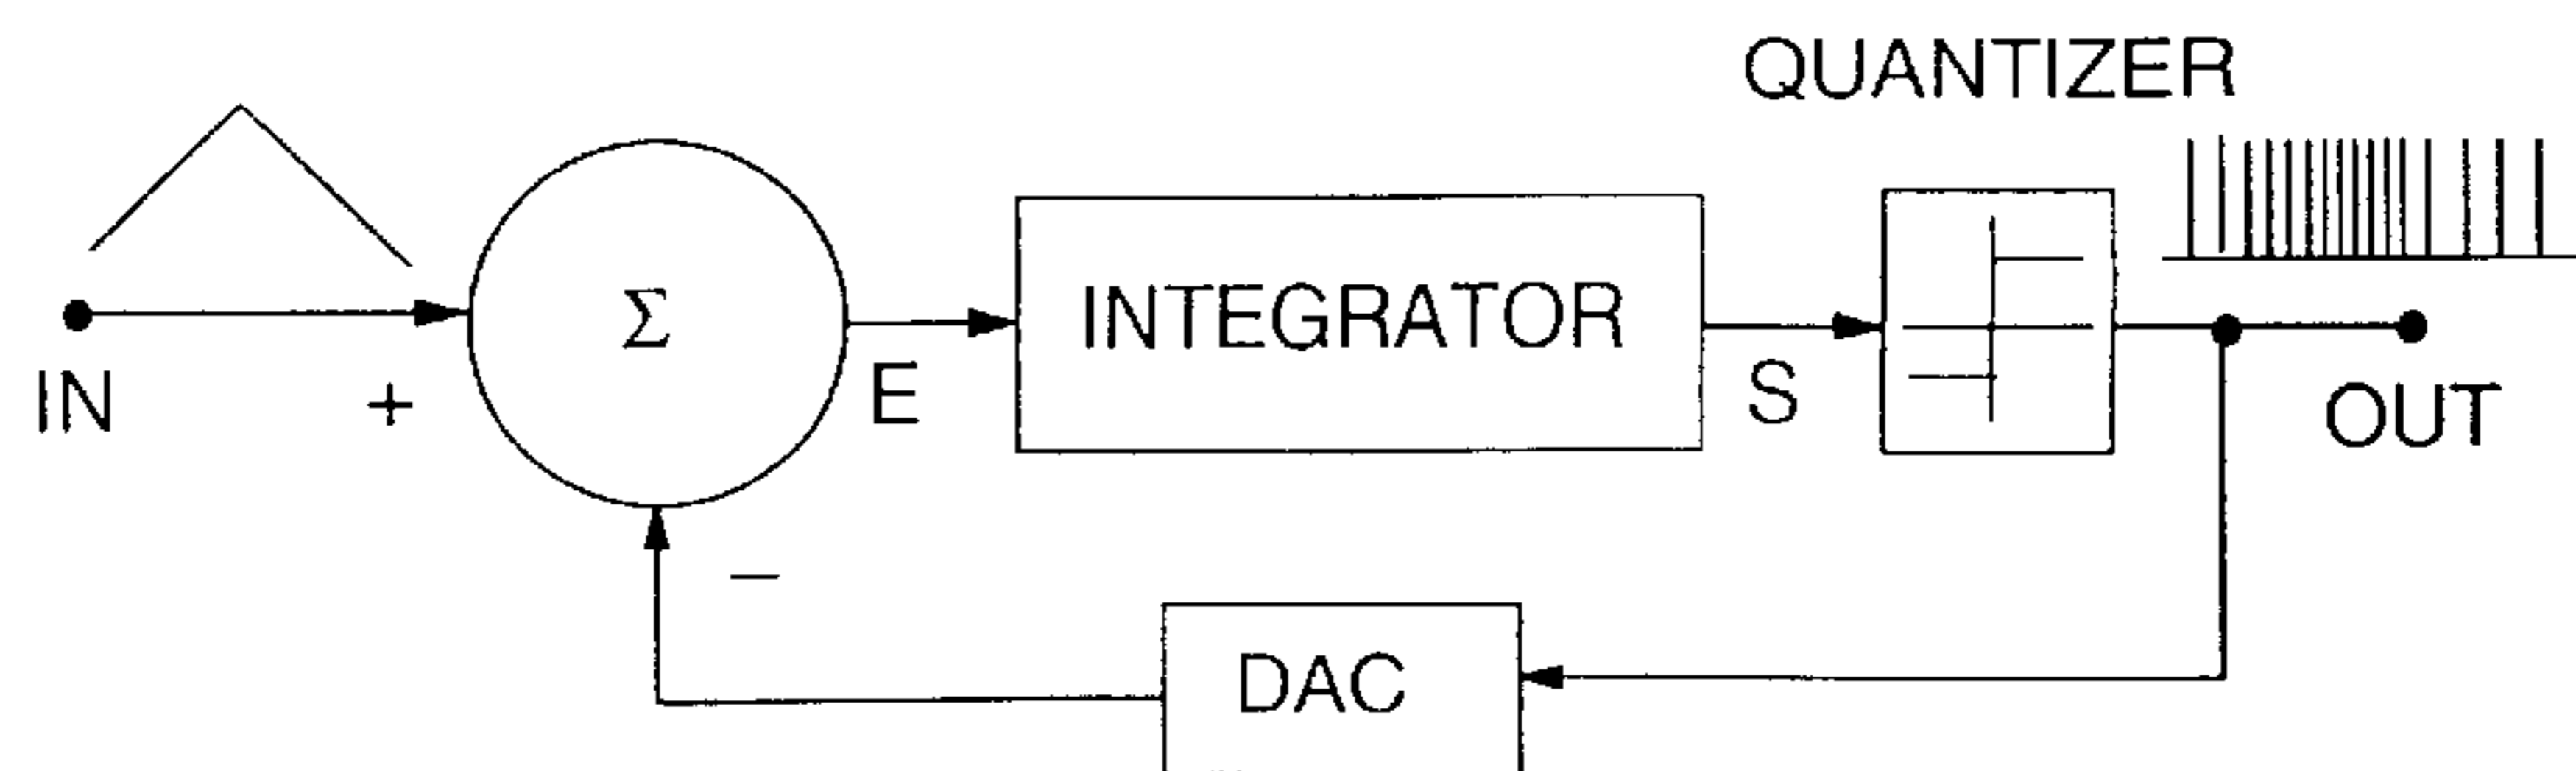 QUANTIZER
Σ
INTEGRATOR
IN
+
E
S
OUT
−
DAC